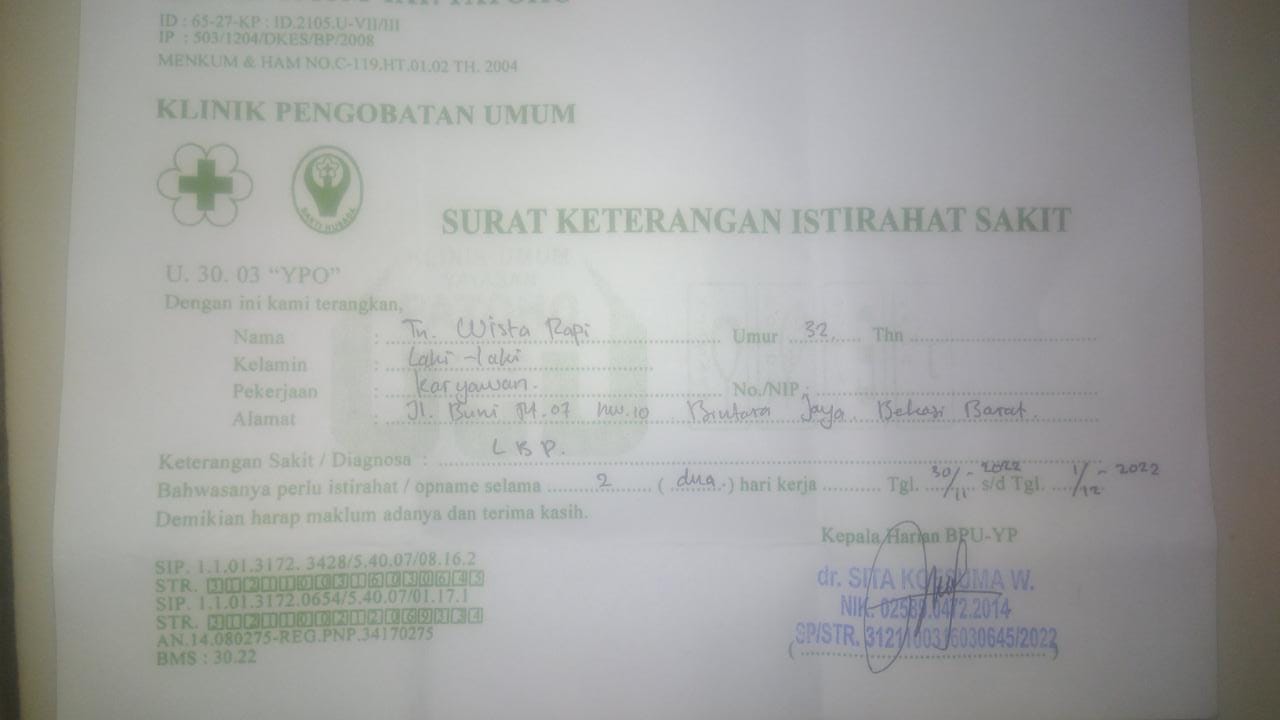 ID : 65-27-KP : ID.2105.U-VII/III
IP : 503/1204/DKES/BP/2008
MENKUM & HAM NO.C-119.HT.01.02 TH. 2004
KLINIK PENGOBATAN UMUM
BAKTI HUSADA
SURAT KETERANGAN ISTIRAHAT SAKIT
U. 30. 03 “YPO”
Dengan ini kami terangkan,
Nama : Tn. Wista Rapi Umur 32 Thn
Kelamin : Laki-laki
Pekerjaan : Karyawan. No./NIP :
Alamat : Jl. Buni Rt.07 Rw.10 Bintara Jaya Bekasi Barat.
Keterangan Sakit / Diagnosa : LBP.
Bahwasanya perlu istirahat / opname selama 2 ( dua ) hari kerja Tgl. 30/11-2022 s/d Tgl. 1/12-2022
Demikian harap maklum adanya dan terima kasih.
Kepala Harian BPU-YP
SIP. 1.1.01.3172. 3428/5.40.07/08.16.2
STR. 3121100316030645
SIP. 1.1.01.3172.0654/5.40.07/01.17.1
STR.
AN.14.080275-REG.PNP.34170275
BMS : 30.22
dr. SITA KOESUMA W.
NIK. 02589.0472.2014
SP/STR. 3121100316030645/2022